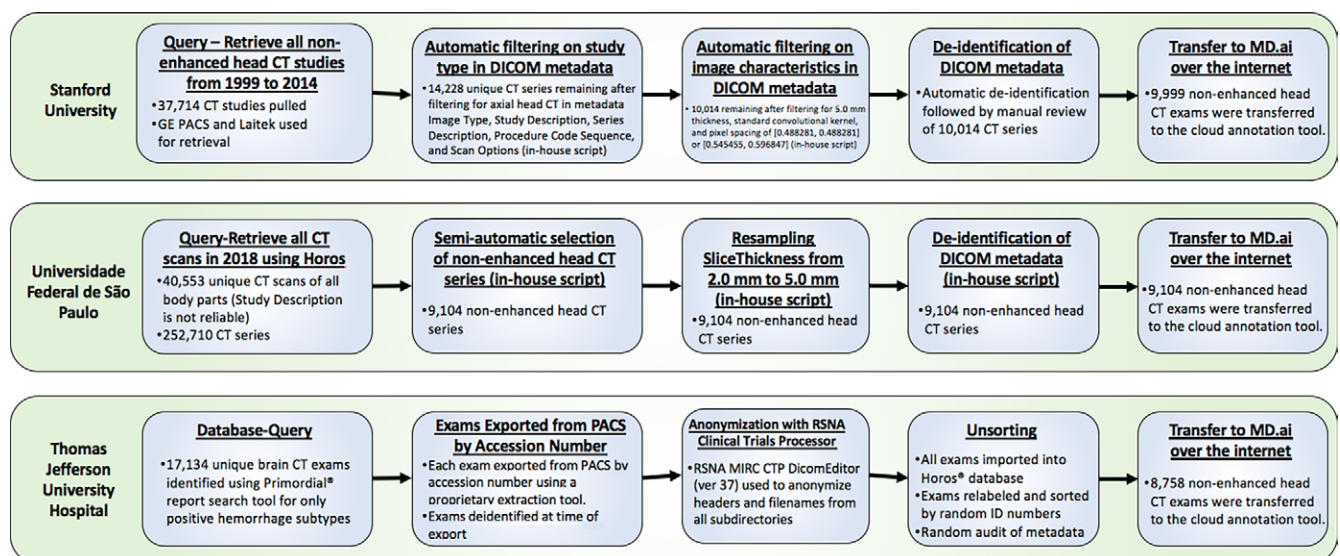 Stanford
University
Query – Retrieve all non-
enhanced head CT studies
from 1999 to 2014
•37,714 CT studies pulled
•GE PACS and Laitek used
for retrieval
Automatic filtering on study
type in DICOM metadata
•14,228 unique CT series remaining after
filtering for axial head CT in metadata
Image Type, Study Description, Series
Description, Procedure Code Sequence,
and Scan Options (in-house script)
Automatic filtering on
image characteristics in
DICOM metadata
•10,014 remaining after filtering for 5.0 mm
thickness, standard convolutional kernel,
and pixel spacing of [0.488281, 0.488281]
or [0.545455, 0.596847] (in-house script)
De-identification of
DICOM metadata
•Automatic de-identification
followed by manual review
of 10,014 CT series
Transfer to MD.ai
over the internet
•9,999 non-enhanced head
CT exams were transferred
to the cloud annotation tool.
Universidade
Federal de São
Paulo
Query-Retrieve all CT
scans in 2018 using Horos
•40,553 unique CT scans of all
body parts (Study Description
is not reliable)
•252,710 CT series
Semi-automatic selection
of non-enhanced head CT
series (in-house script)
•9,104 non-enhanced head CT
series
Resampling
SliceThickness from
2.0 mm to 5.0 mm
(in-house script)
•9,104 non-enhanced head
CT series
De-identification of
DICOM metadata
(in-house script)
•9,104 non-enhanced head
CT series
Transfer to MD.ai
over the internet
•9,104 non-enhanced head
CT exams were transferred
to the cloud annotation tool.
Thomas
Jefferson
University
Hospital
Database-Query
•17,134 unique brain CT exams
identified using Primordial®
report search tool for only
positive hemorrhage subtypes
Exams Exported from PACS
by Accession Number
•Each exam exported from PACS by
accession number using a
proprietary extraction tool.
•Exams deidentified at time of
export
Anonymization with RSNA
Clinical Trials Processor
•RSNA MIRC CTP DicomEditor
(ver 37) used to anonymize
headers and filenames from
all subdirectories
Unsorting
•All exams imported into
Horos® database
•Exams relabeled and sorted
by random ID numbers
•Random audit of metadata
Transfer to MD.ai
over the internet
•8,758 non-enhanced head
CT exams were transferred
to the cloud annotation tool.